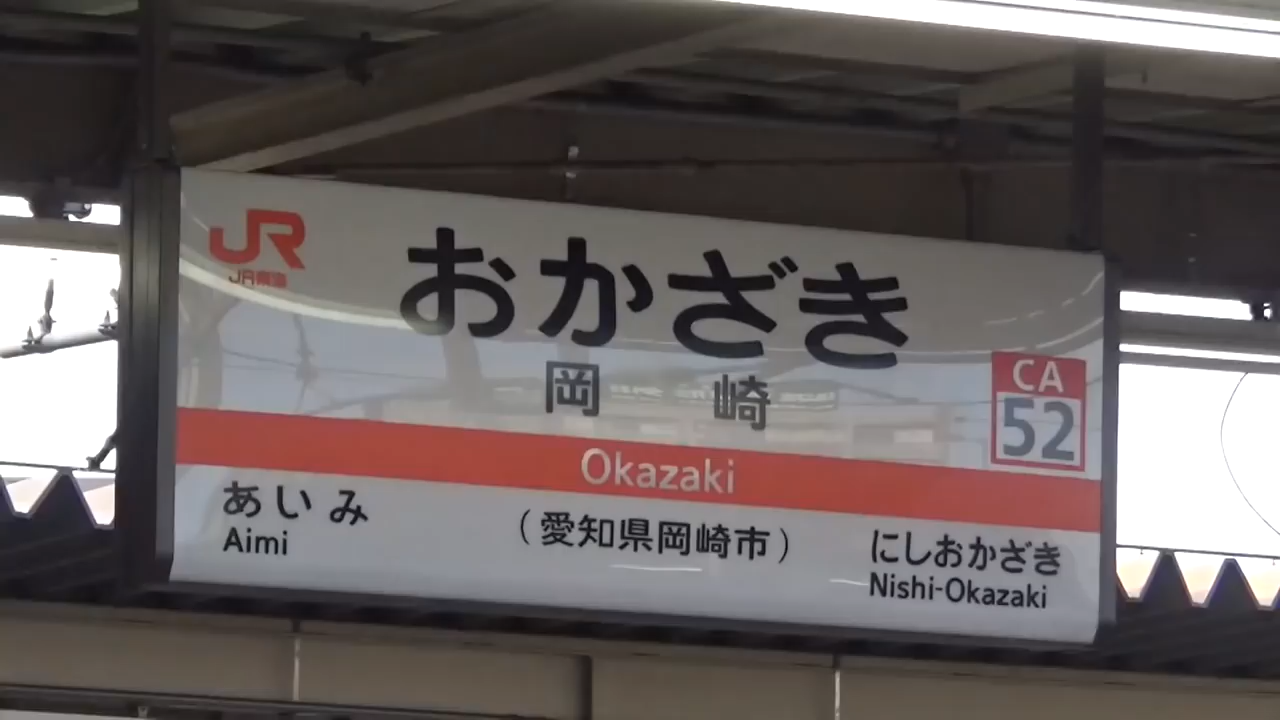 JR
JR東海
おかざき
岡崎
CA
52
Okazaki
あいみ
Aimi
(愛知県岡崎市)
にしおかざき
Nishi-Okazaki